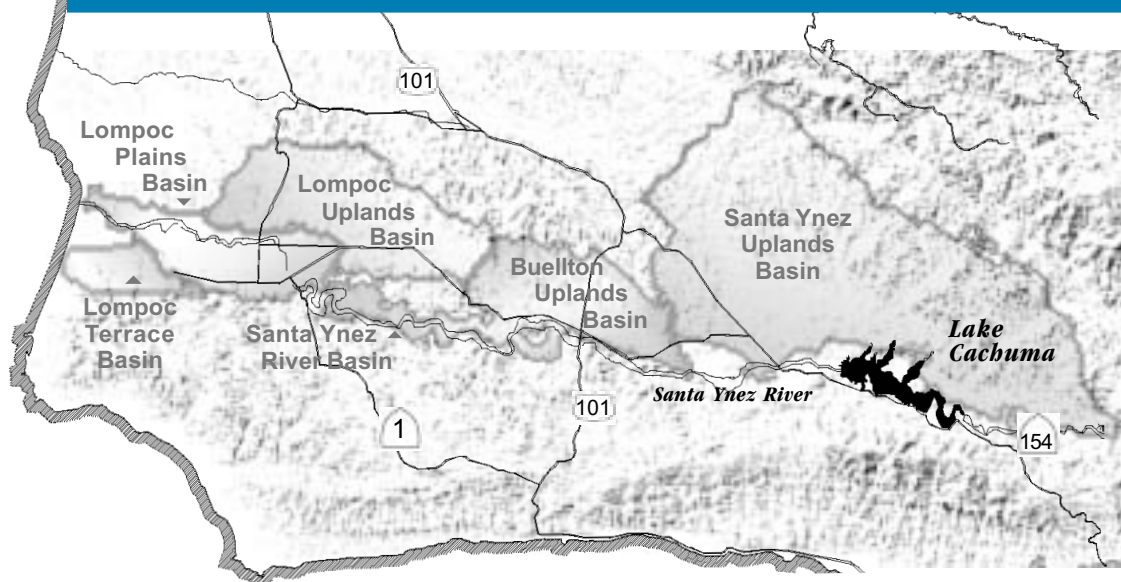 101
Lompoc
Plains
Basin
Lompoc
Uplands
Basin
Santa Ynez
Uplands
Basin
Buellton
Uplands
Basin
Lompoc
Terrace
Basin
Santa Ynez
River Basin
Lake
Cachuma
Santa Ynez River
101
1
154